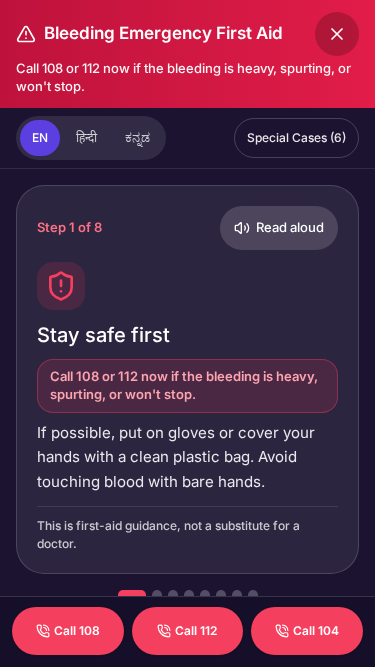 Bleeding Emergency First Aid
Call 108 or 112 now if the bleeding is heavy, spurting, or
won't stop.
EN
हिन्दी
ಕನ್ನಡ
Special Cases (6)
Step 1 of 8
Read aloud
Stay safe first
Call 108 or 112 now if the bleeding is heavy,
spurting, or won't stop.
If possible, put on gloves or cover your
hands with a clean plastic bag. Avoid
touching blood with bare hands.
This is first-aid guidance, not a substitute for a
doctor.
Call 108
Call 112
Call 104